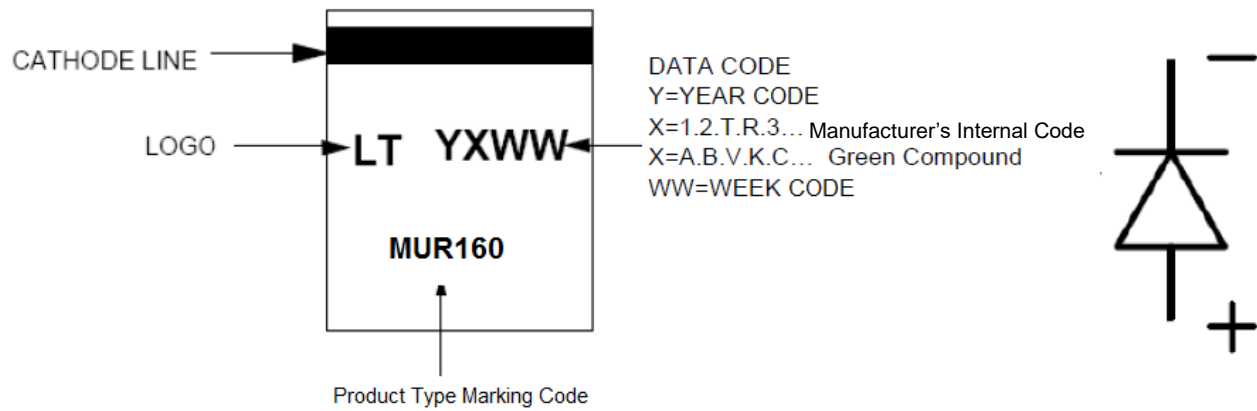 CATHODE LINE
LOGO
LT YXWW
DATA CODE
Y=YEAR CODE
X=1.2.T.R.3... Manufacturer's Internal Code
X=A.B.V.K.C... Green Compound
WW=WEEK CODE
MUR160
Product Type Marking Code
−
+